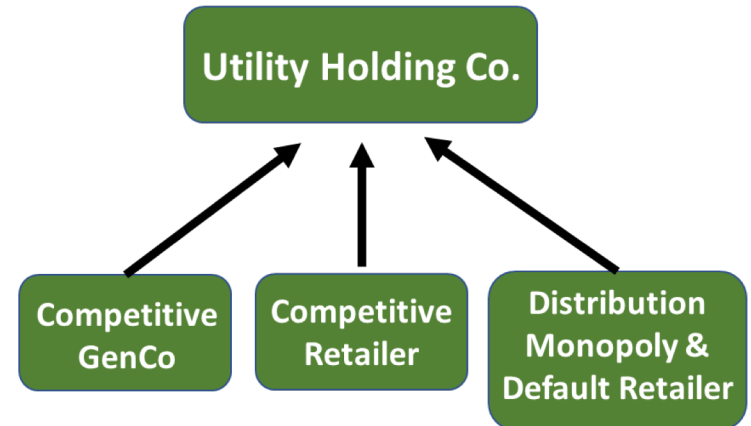 Utility Holding Co.
Competitive
GenCo
Competitive
Retailer
Distribution
Monopoly &
Default Retailer